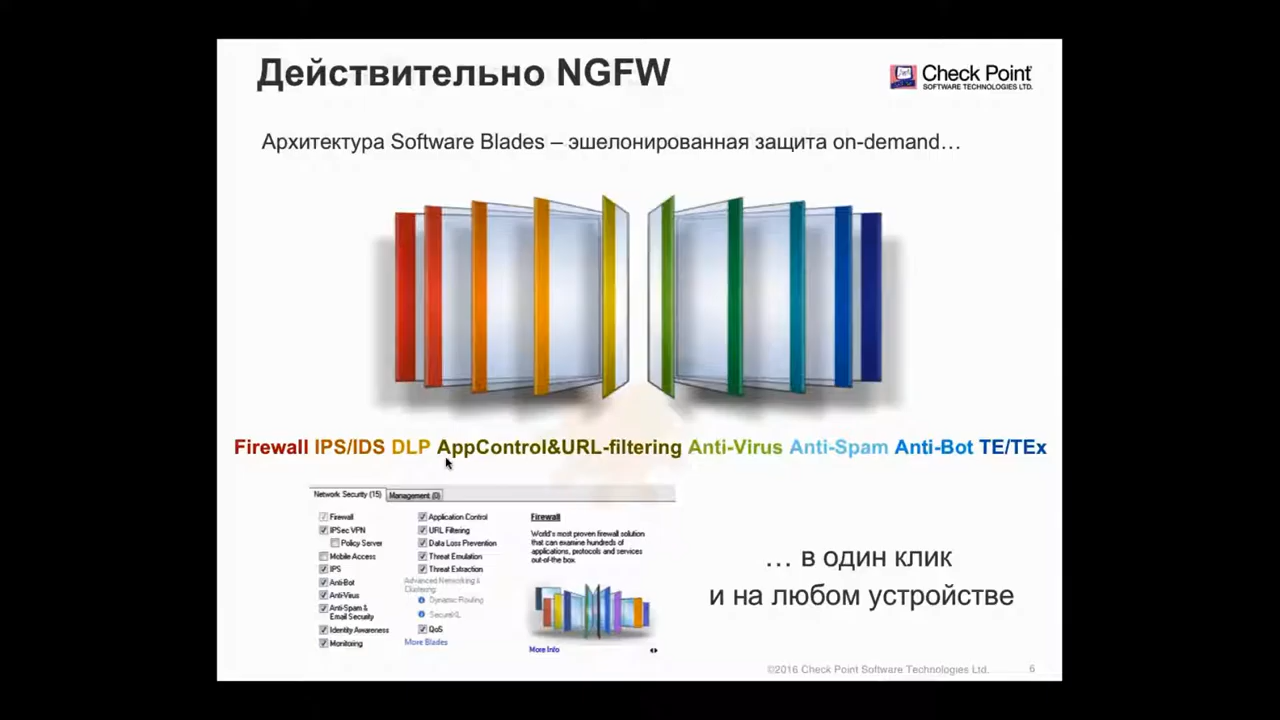 Действительно NGFW
Check Point
SOFTWARE TECHNOLOGIES LTD.
Архитектура Software Blades – эшелонированная защита on-demand…
Firewall IPS/IDS DLP AppControl&URL-filtering Anti-Virus Anti-Spam Anti-Bot TE/TEx
Network Security (15) Management (0)
Firewall
IPSec VPN
Policy Server
Mobile Access
IPS
Anti-Bot
Anti-Virus
Anti-Spam &
Email Security
Identity Awareness
Monitoring
Application Control
URL Filtering
Data Loss Prevention
Threat Emulation
Threat Extraction
Advanced Networking &
Clustering:
Dynamic Routing
SecureXL
QoS
More Blades
Firewall
World's most proven firewall solution
that can examine hundreds of
applications, protocols and services
out-of-the box.
More Info
… в один клик
и на любом устройстве
©2016 Check Point Software Technologies Ltd.
6